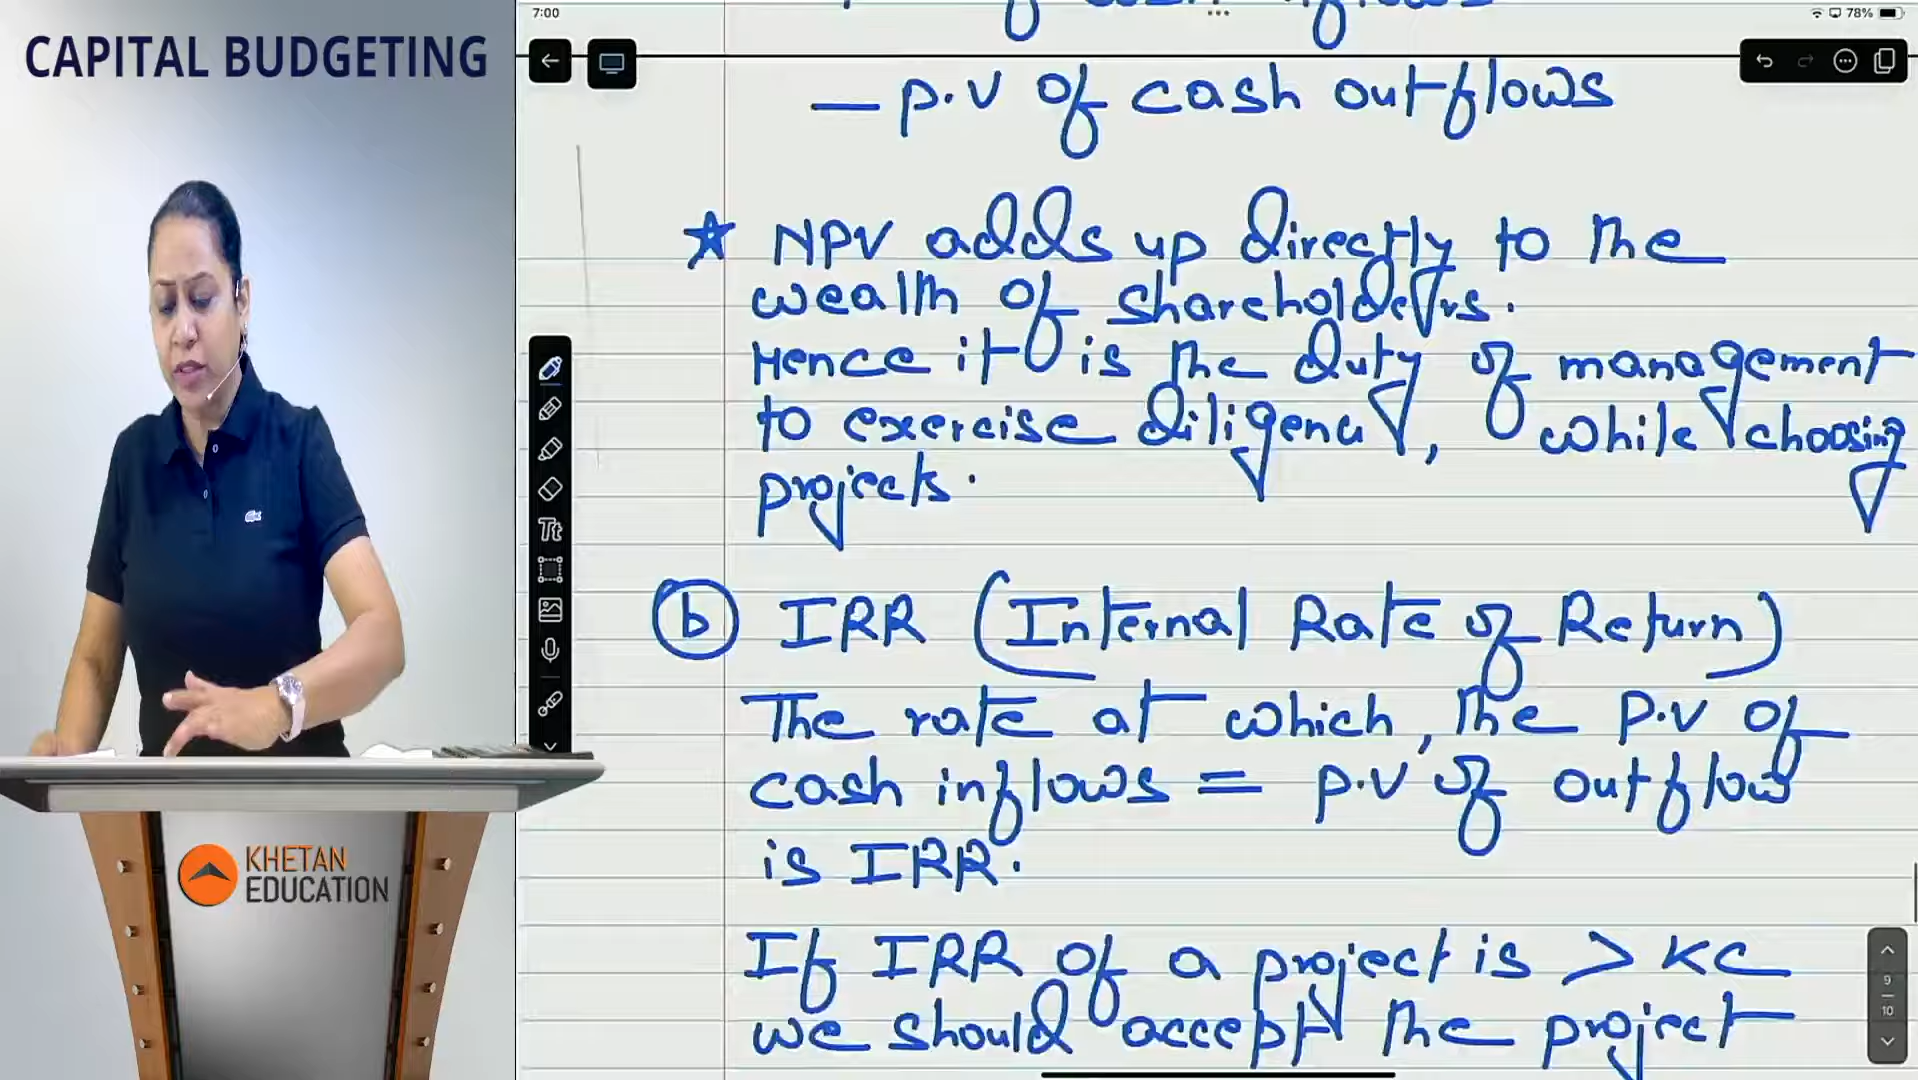 CAPITAL BUDGETING
7:00
78%
— P.V of cash outflows
☆ NPV adds up directly to the
wealth of shareholders.
Hence it is the duty of management
to exercise diligency, while choosing
projects.
b IRR (Internal Rate of Return)
The rate at which, the P.V of
cash inflows = P.V of outflow
is IRR.
If IRR of a project is > KC
we should accept the project
Tt
9
10
KHETAN
EDUCATION